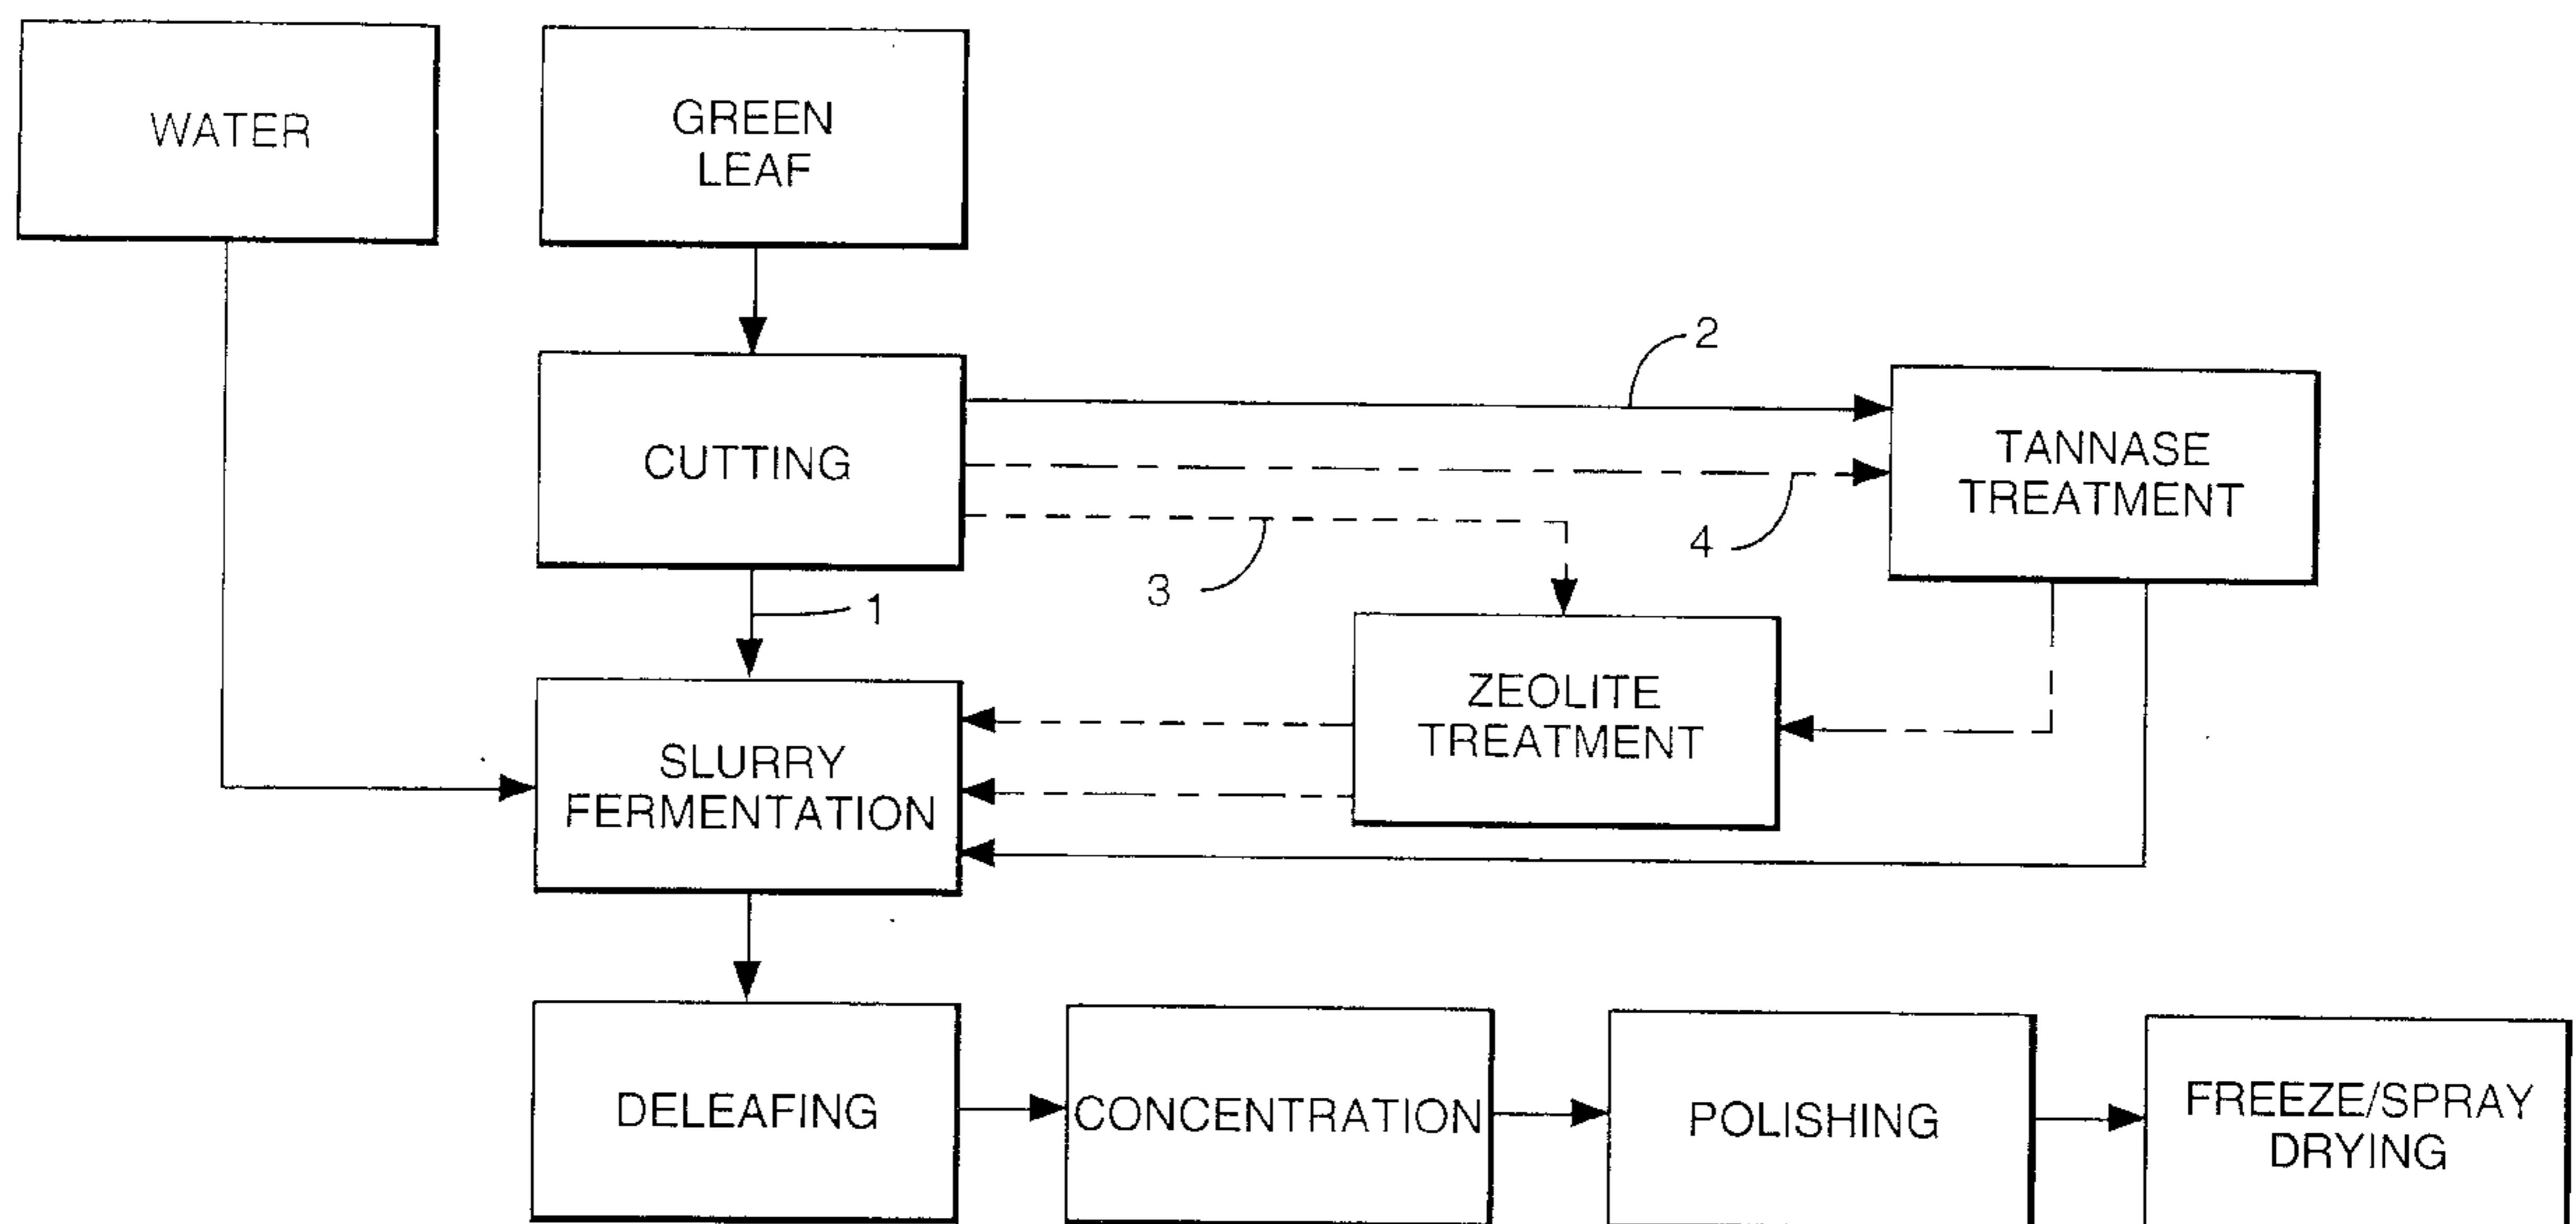 WATER
GREEN
LEAF
CUTTING
2
4
3
1
TANNASE
TREATMENT
ZEOLITE
TREATMENT
SLURRY
FERMENTATION
DELEAFING
CONCENTRATION
POLISHING
FREEZE/SPRAY
DRYING